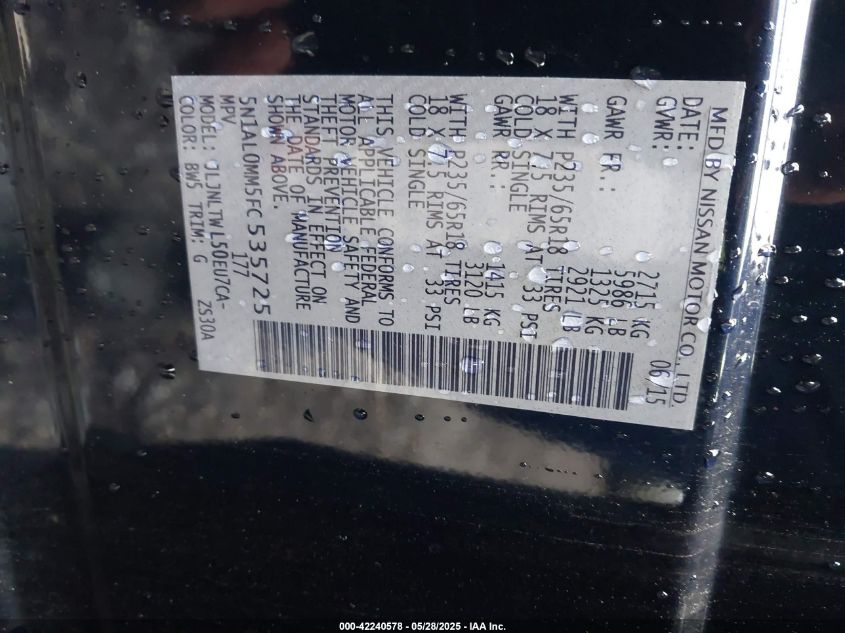 MFD BY NISSAN MOTOR CO., LTD.
DATE: 06/15
GVWR: 2715 KG
5986 LB
GAWR FR: 1325 KG
2921 LB
WITH P235/65R18 TIRES
18 X 7.5 RIMS AT 33 PSI
COLD SINGLE
GAWR RR: 1415 KG
3120 LB
WITH P235/65R18 TIRES
18 X 7.5 RIMS AT 33 PSI
COLD SINGLE
THIS VEHICLE CONFORMS TO
ALL APPLICABLE FEDERAL
MOTOR VEHICLE SAFETY AND
THEFT PREVENTION
STANDARDS IN EFFECT ON
THE DATE OF MANUFACTURE
SHOWN ABOVE.
5N1AL0MM5FC535725
MPV 177
MODEL: JLJNLTWL50EU7CA-
COLOR: BW5 TRIM: G ZS30A
000-42240578 - 05/28/2025 - IAA Inc.